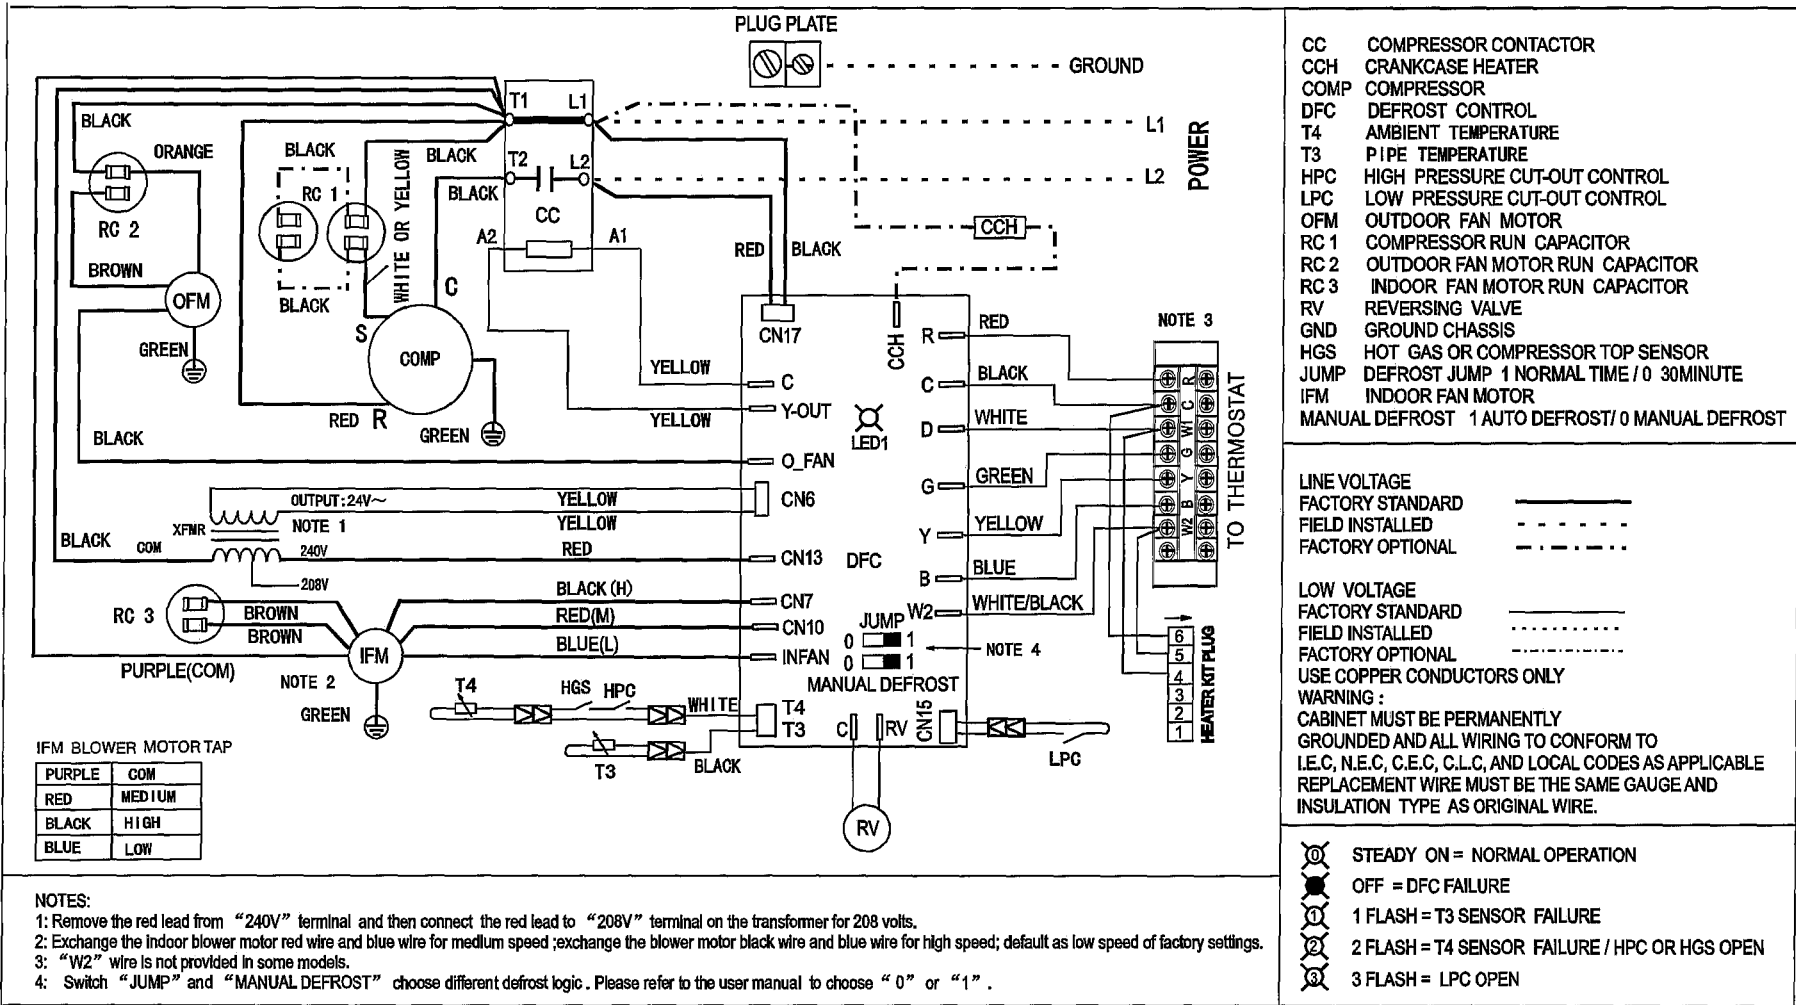 PLUG PLATE
GROUND
T1
L1
L1
BLACK
ORANGE
BLACK
BLACK
T2
L2
L2
POWER
RC 1
BLACK
WHITE OR YELLOW
CC
RC 2
A2
A1
CCH
RED
BLACK
BROWN
C
OFM
BLACK
S
CN17
CCH
R
RED
NOTE 3
GREEN
COMP
YELLOW
C
C
BLACK
Y-OUT
RED R
YELLOW
LED1
D
WHITE
GREEN
BLACK
O_FAN
G
GREEN
OUTPUT:24V~
YELLOW
CN6
XFMR
NOTE 1
YELLOW
Y
YELLOW
BLACK
COM
240V
RED
CN13
DFC
208V
B
BLUE
BLACK (H)
CN7
W2
WHITE/BLACK
RC 3
BROWN
RED(M)
CN10
JUMP
0 1
BROWN
BLUE(L)
INFAN
0 1
NOTE 4
IFM
PURPLE(COM)
MANUAL DEFROST
NOTE 2
GREEN
T4
HGS
HPC
WHITE
T4
T3
C
RV
CN15
LPC
T3
BLACK
RV
R
C
W1
G
Y
B
W2
TO THERMOSTAT
6
5
4
3
2
1
HEATER KIT PLUG
IFM BLOWER MOTOR TAP
PURPLE COM
RED MEDIUM
BLACK HIGH
BLUE LOW
NOTES:
1: Remove the red lead from “240V” terminal and then connect the red lead to “208V” terminal on the transformer for 208 volts.
2: Exchange the indoor blower motor red wire and blue wire for medium speed ;exchange the blower motor black wire and blue wire for high speed; default as low speed of factory settings.
3: “W2” wire is not provided in some models.
4: Switch “JUMP” and “MANUAL DEFROST” choose different defrost logic . Please refer to the user manual to choose “ 0” or “1” .
CC COMPRESSOR CONTACTOR
CCH CRANKCASE HEATER
COMP COMPRESSOR
DFC DEFROST CONTROL
T4 AMBIENT TEMPERATURE
T3 PIPE TEMPERATURE
HPC HIGH PRESSURE CUT-OUT CONTROL
LPC LOW PRESSURE CUT-OUT CONTROL
OFM OUTDOOR FAN MOTOR
RC 1 COMPRESSOR RUN CAPACITOR
RC 2 OUTDOOR FAN MOTOR RUN CAPACITOR
RC 3 INDOOR FAN MOTOR RUN CAPACITOR
RV REVERSING VALVE
GND GROUND CHASSIS
HGS HOT GAS OR COMPRESSOR TOP SENSOR
JUMP DEFROST JUMP 1 NORMAL TIME / 0 30MINUTE
IFM INDOOR FAN MOTOR
MANUAL DEFROST 1 AUTO DEFROST/ 0 MANUAL DEFROST
LINE VOLTAGE
FACTORY STANDARD
FIELD INSTALLED
FACTORY OPTIONAL
LOW VOLTAGE
FACTORY STANDARD
FIELD INSTALLED
FACTORY OPTIONAL
USE COPPER CONDUCTORS ONLY
WARNING :
CABINET MUST BE PERMANENTLY
GROUNDED AND ALL WIRING TO CONFORM TO
I.E.C, N.E.C, C.E.C, C.L.C, AND LOCAL CODES AS APPLICABLE
REPLACEMENT WIRE MUST BE THE SAME GAUGE AND
INSULATION TYPE AS ORIGINAL WIRE.
0 STEADY ON = NORMAL OPERATION
OFF = DFC FAILURE
1 1 FLASH = T3 SENSOR FAILURE
2 2 FLASH = T4 SENSOR FAILURE / HPC OR HGS OPEN
3 3 FLASH = LPC OPEN